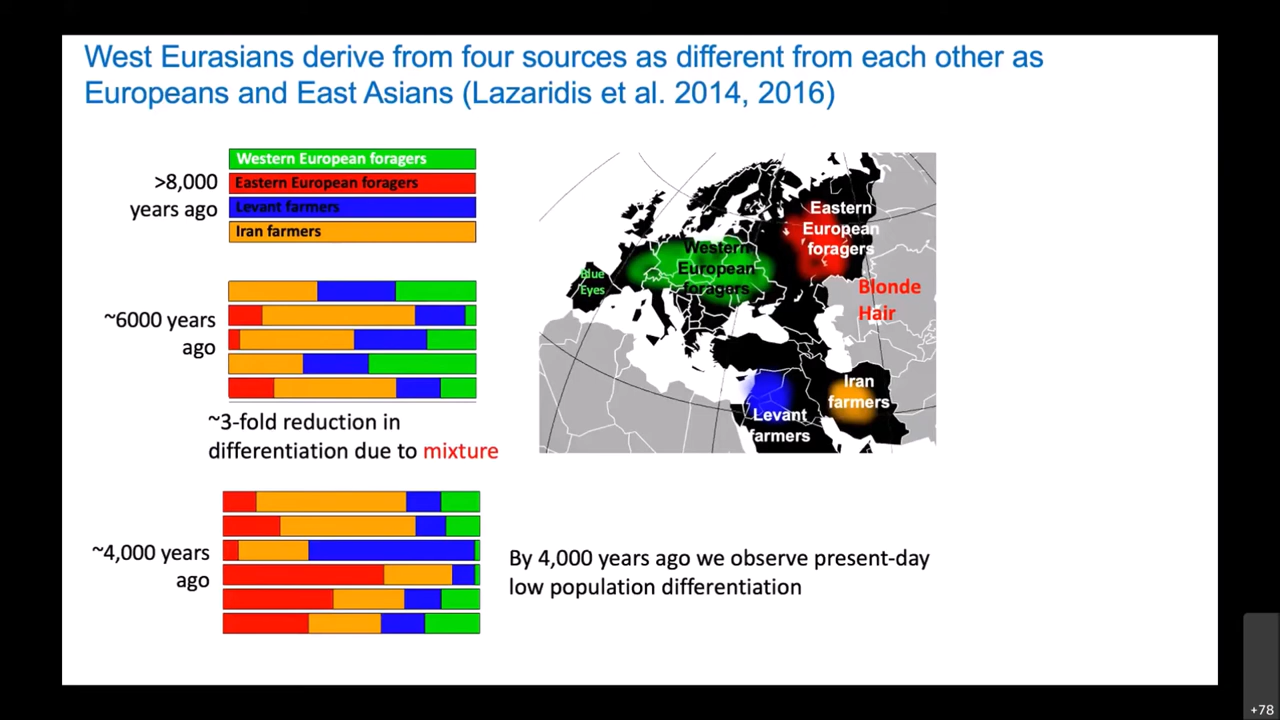 West Eurasians derive from four sources as different from each other as
Europeans and East Asians (Lazaridis et al. 2014, 2016)
>8,000
years ago
Western European foragers
Eastern European foragers
Levant farmers
Iran farmers
~6000 years
ago
~3-fold reduction in
differentiation due to mixture
~4,000 years
ago
Blue
Eyes
Western
European
foragers
Eastern
European
foragers
Blonde
Hair
Levant
farmers
Iran
farmers
By 4,000 years ago we observe present-day
low population differentiation
+78